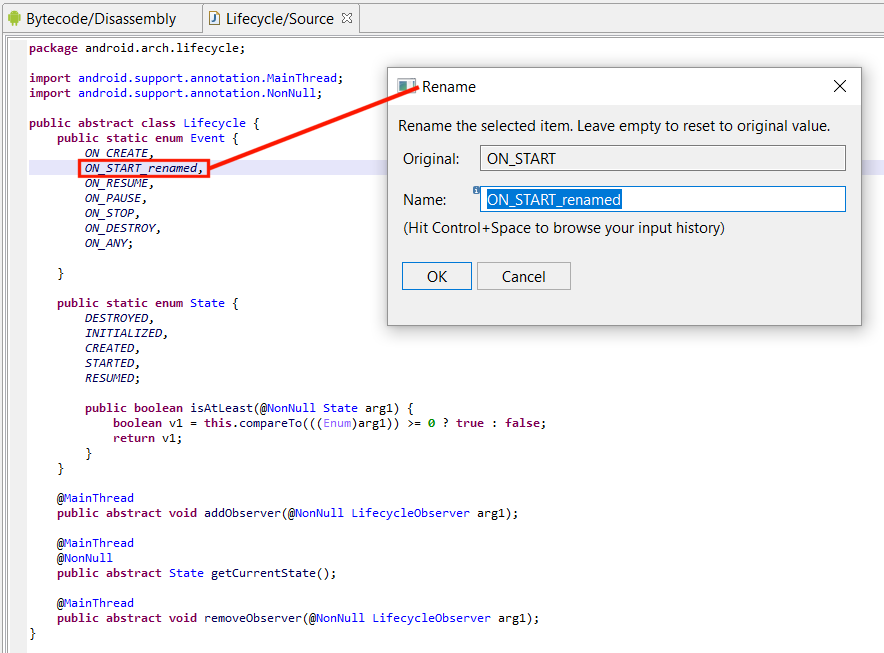 Bytecode/Disassembly
Lifecycle/Source
package android.arch.lifecycle;
import android.support.annotation.MainThread;
import android.support.annotation.NonNull;
public abstract class Lifecycle {
public static enum Event {
ON_CREATE,
ON_START_renamed,
ON_RESUME,
ON_PAUSE,
ON_STOP,
ON_DESTROY,
ON_ANY;
}
public static enum State {
DESTROYED,
INITIALIZED,
CREATED,
STARTED,
RESUMED;
public boolean isAtLeast(@NonNull State arg1) {
boolean v1 = this.compareTo(((Enum)arg1)) >= 0 ? true : false;
return v1;
}
}
@MainThread
public abstract void addObserver(@NonNull LifecycleObserver arg1);
@MainThread
@NonNull
public abstract State getCurrentState();
@MainThread
public abstract void removeObserver(@NonNull LifecycleObserver arg1);
}
Rename
Rename the selected item. Leave empty to reset to original value.
Original: ON_START
Name: ON_START_renamed
(Hit Control+Space to browse your input history)
OK Cancel